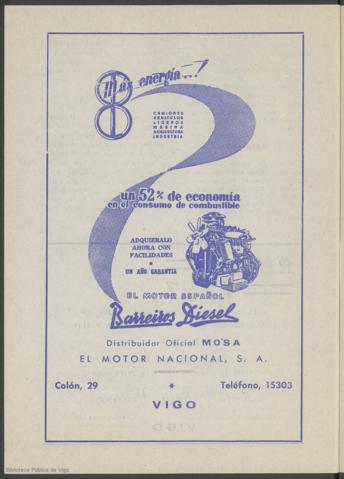 Más energía...!
CAMIONES
VEHICULOS
LIGEROS
MARINA
AGRICULTURA
INDUSTRIA
un 52% de economía
en el consumo de combustible
ADQUIERALO
AHORA CON
FACILIDADES
UN AÑO GARANTIA
EL MOTOR ESPAÑOL
Barreiros Diesel
Distribuidor Oficial MOSA
EL MOTOR NACIONAL, S. A.
Colón, 29 * Teléfono, 15303
VIGO
Biblioteca Pública de Vigo